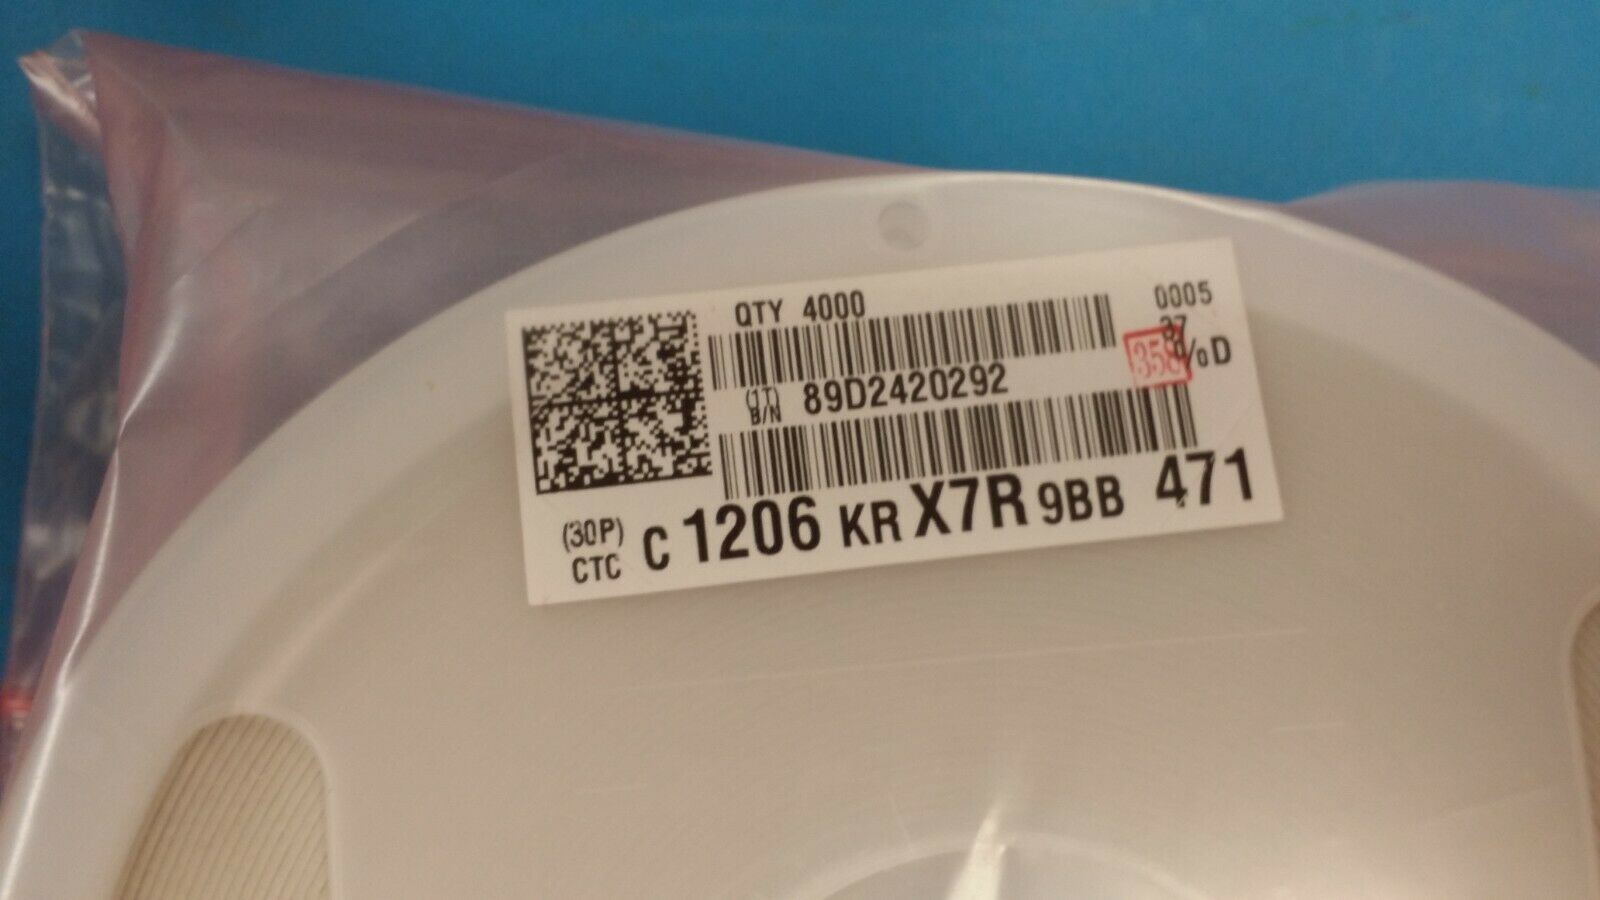 QTY 4000
0005
37
358
%D
(1T)
B/N 89D2420292
(30P)
CTC C 1206 KR X7R 9BB 471